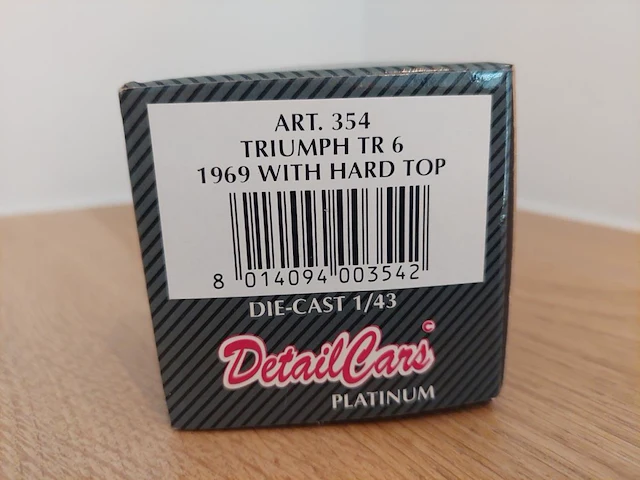 ART. 354
TRIUMPH TR 6
1969 WITH HARD TOP
8 014094 003542
DIE-CAST 1/43
DetailCars©
PLATINUM